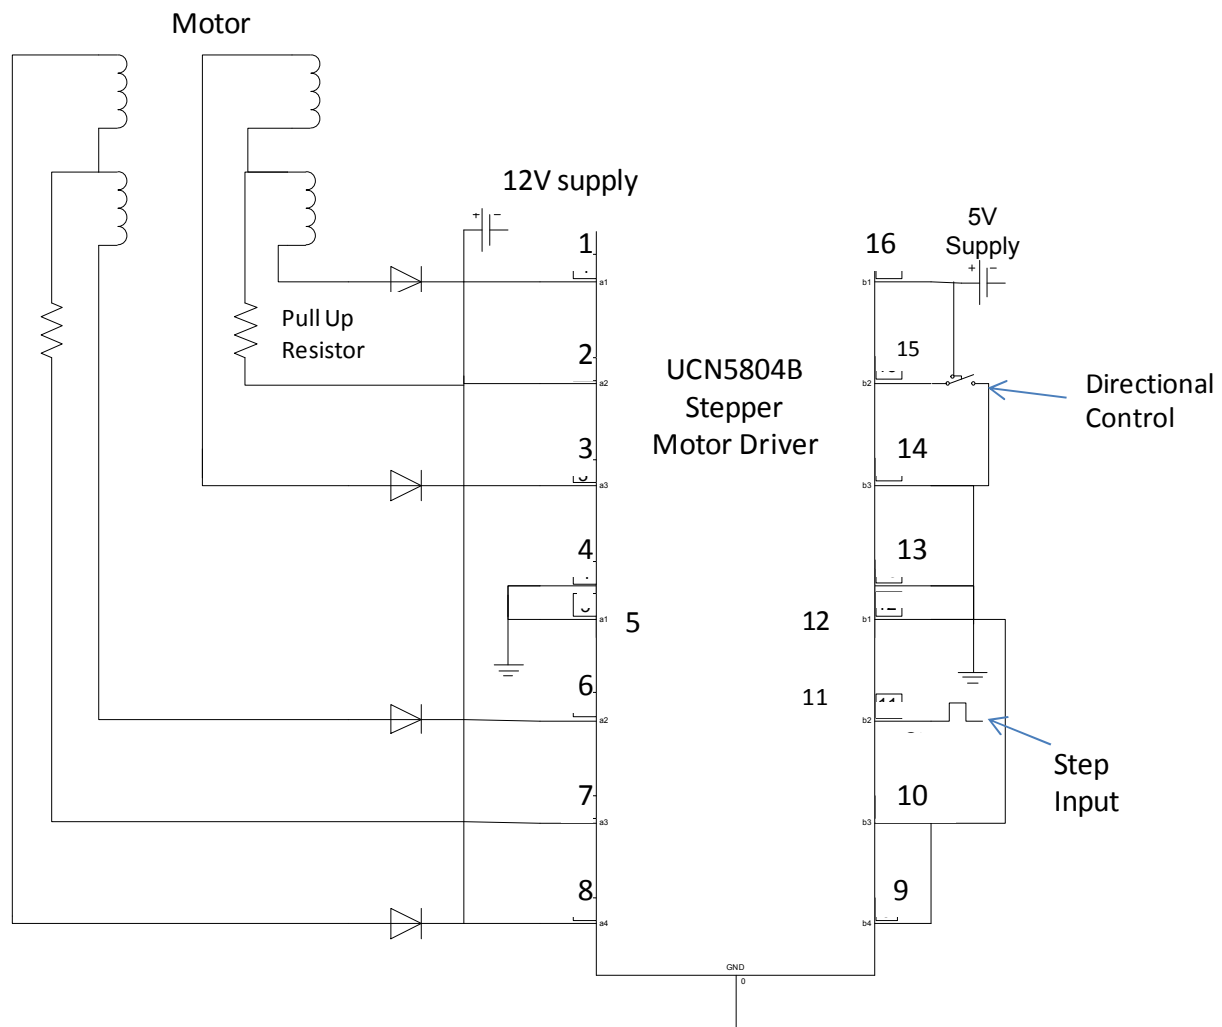 Motor
12V supply
+ −
5V
Supply
+ −
1
a1
16
b1
Pull Up
Resistor
2
a2
UCN5804B
Stepper
Motor Driver
15
b2
Directional
Control
3
a3
14
b3
4
13
5
a1
12
b1
6
a2
11
11
b2
Step
Input
7
a3
10
b3
8
a4
9
b4
GND
0